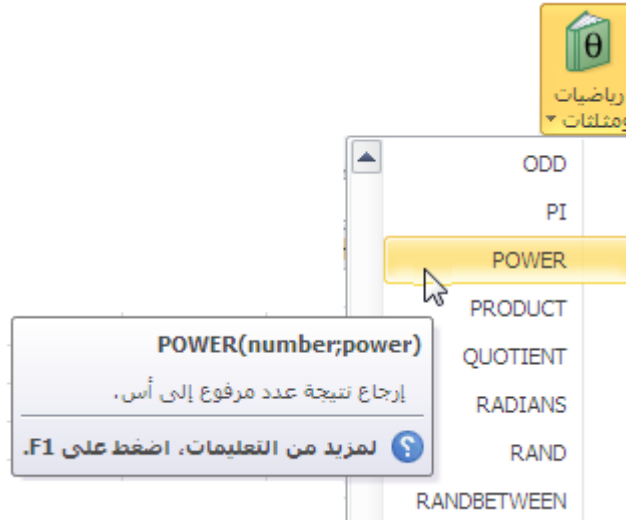 θ
رياضيات
ومثلثات
ODD
PI
POWER
PRODUCT
QUOTIENT
RADIANS
RAND
RANDBETWEEN
POWER(number;power)
إرجاع نتيجة عدد مرفوع إلى أس.
لمزيد من التعليمات، اضغط على F1.